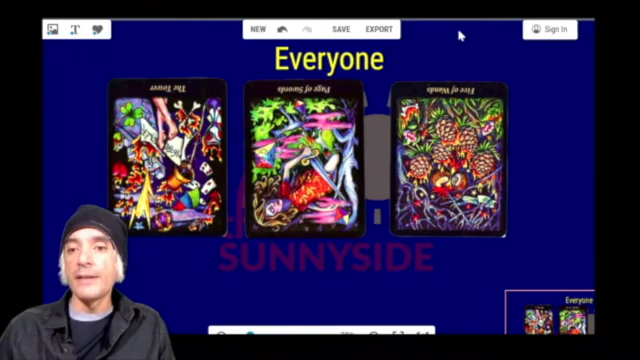 NEW
SAVE
EXPORT
Sign In
Everyone
The Tower
Page of Swords
Five of Wands
SUNNYSIDE
Everyone